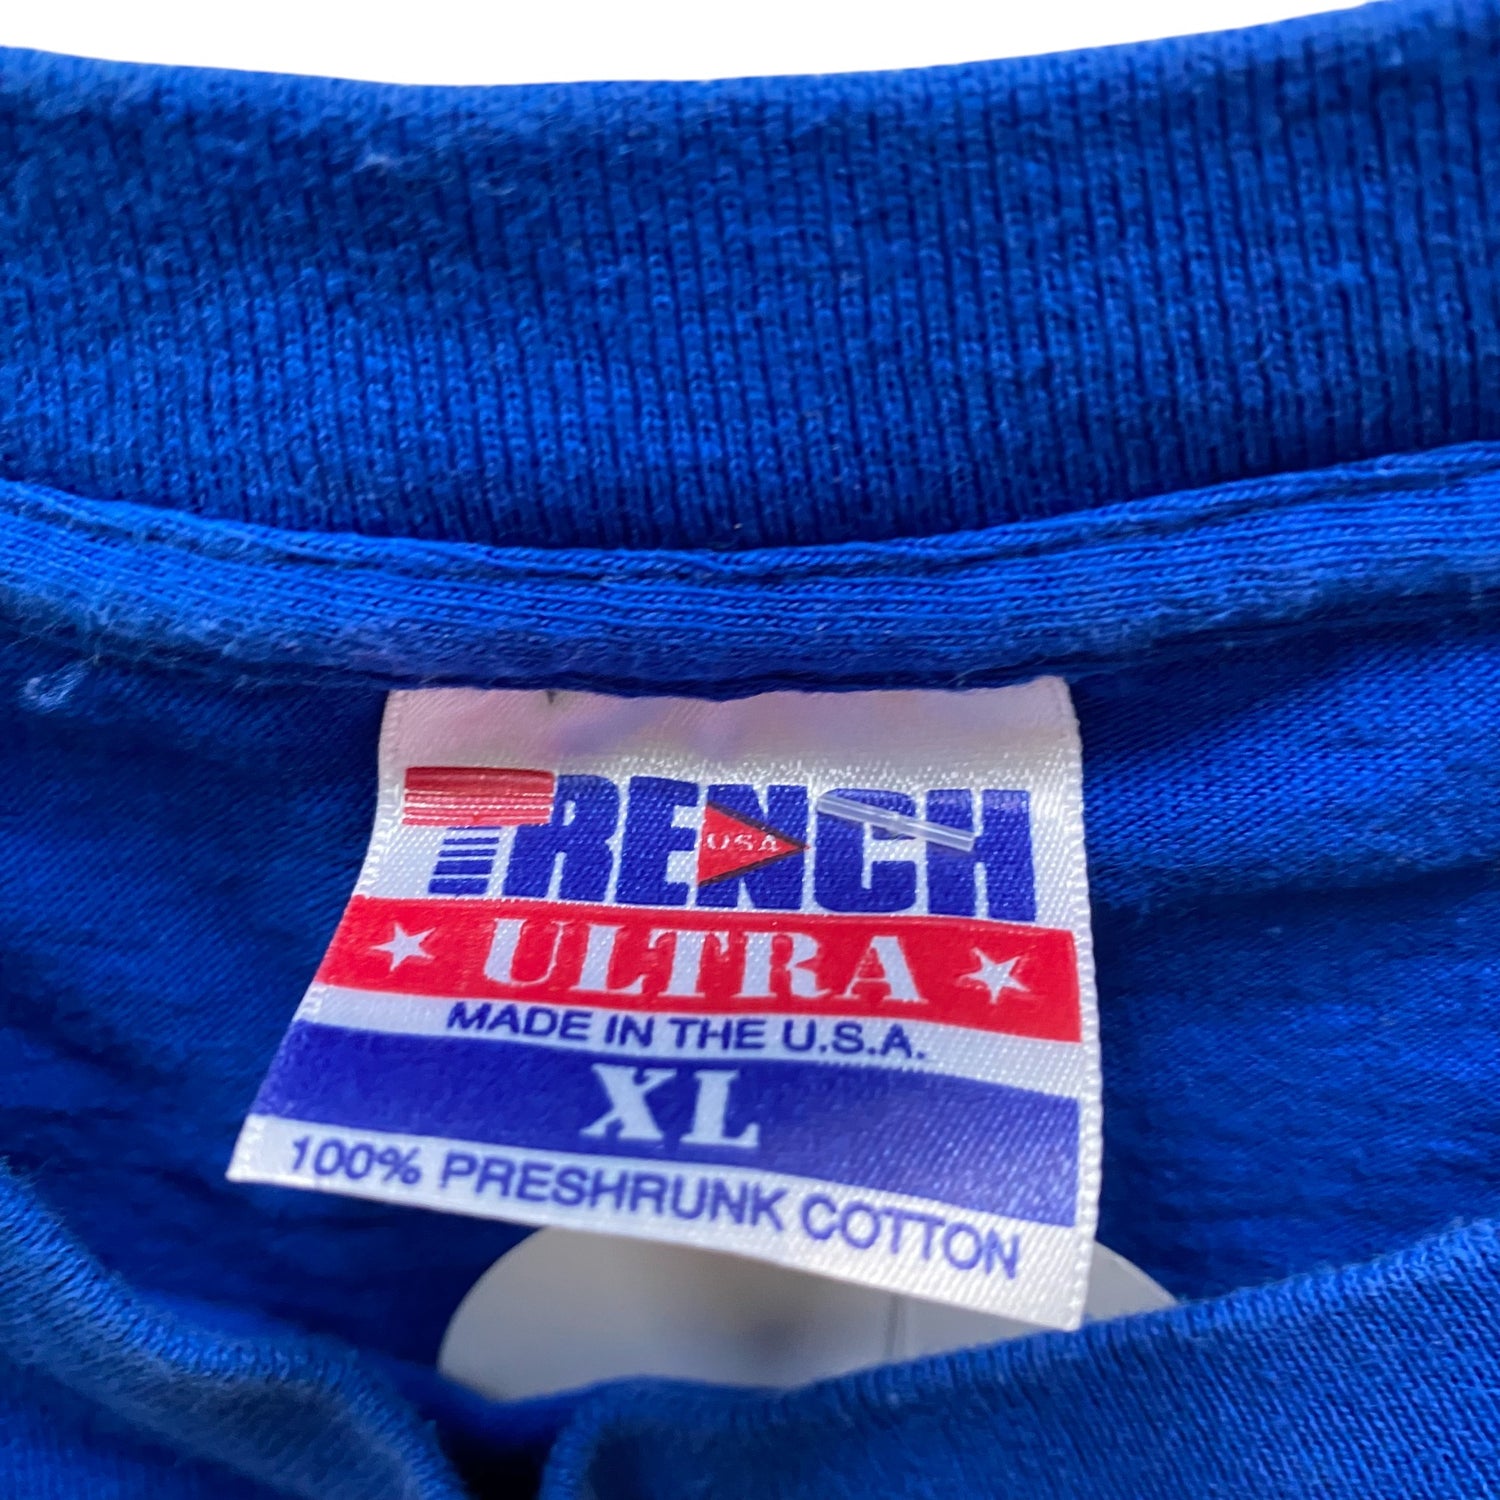 TRENCH
USA
ULTRA
MADE IN THE U.S.A.
XL
100% PRESHRUNK COTTON